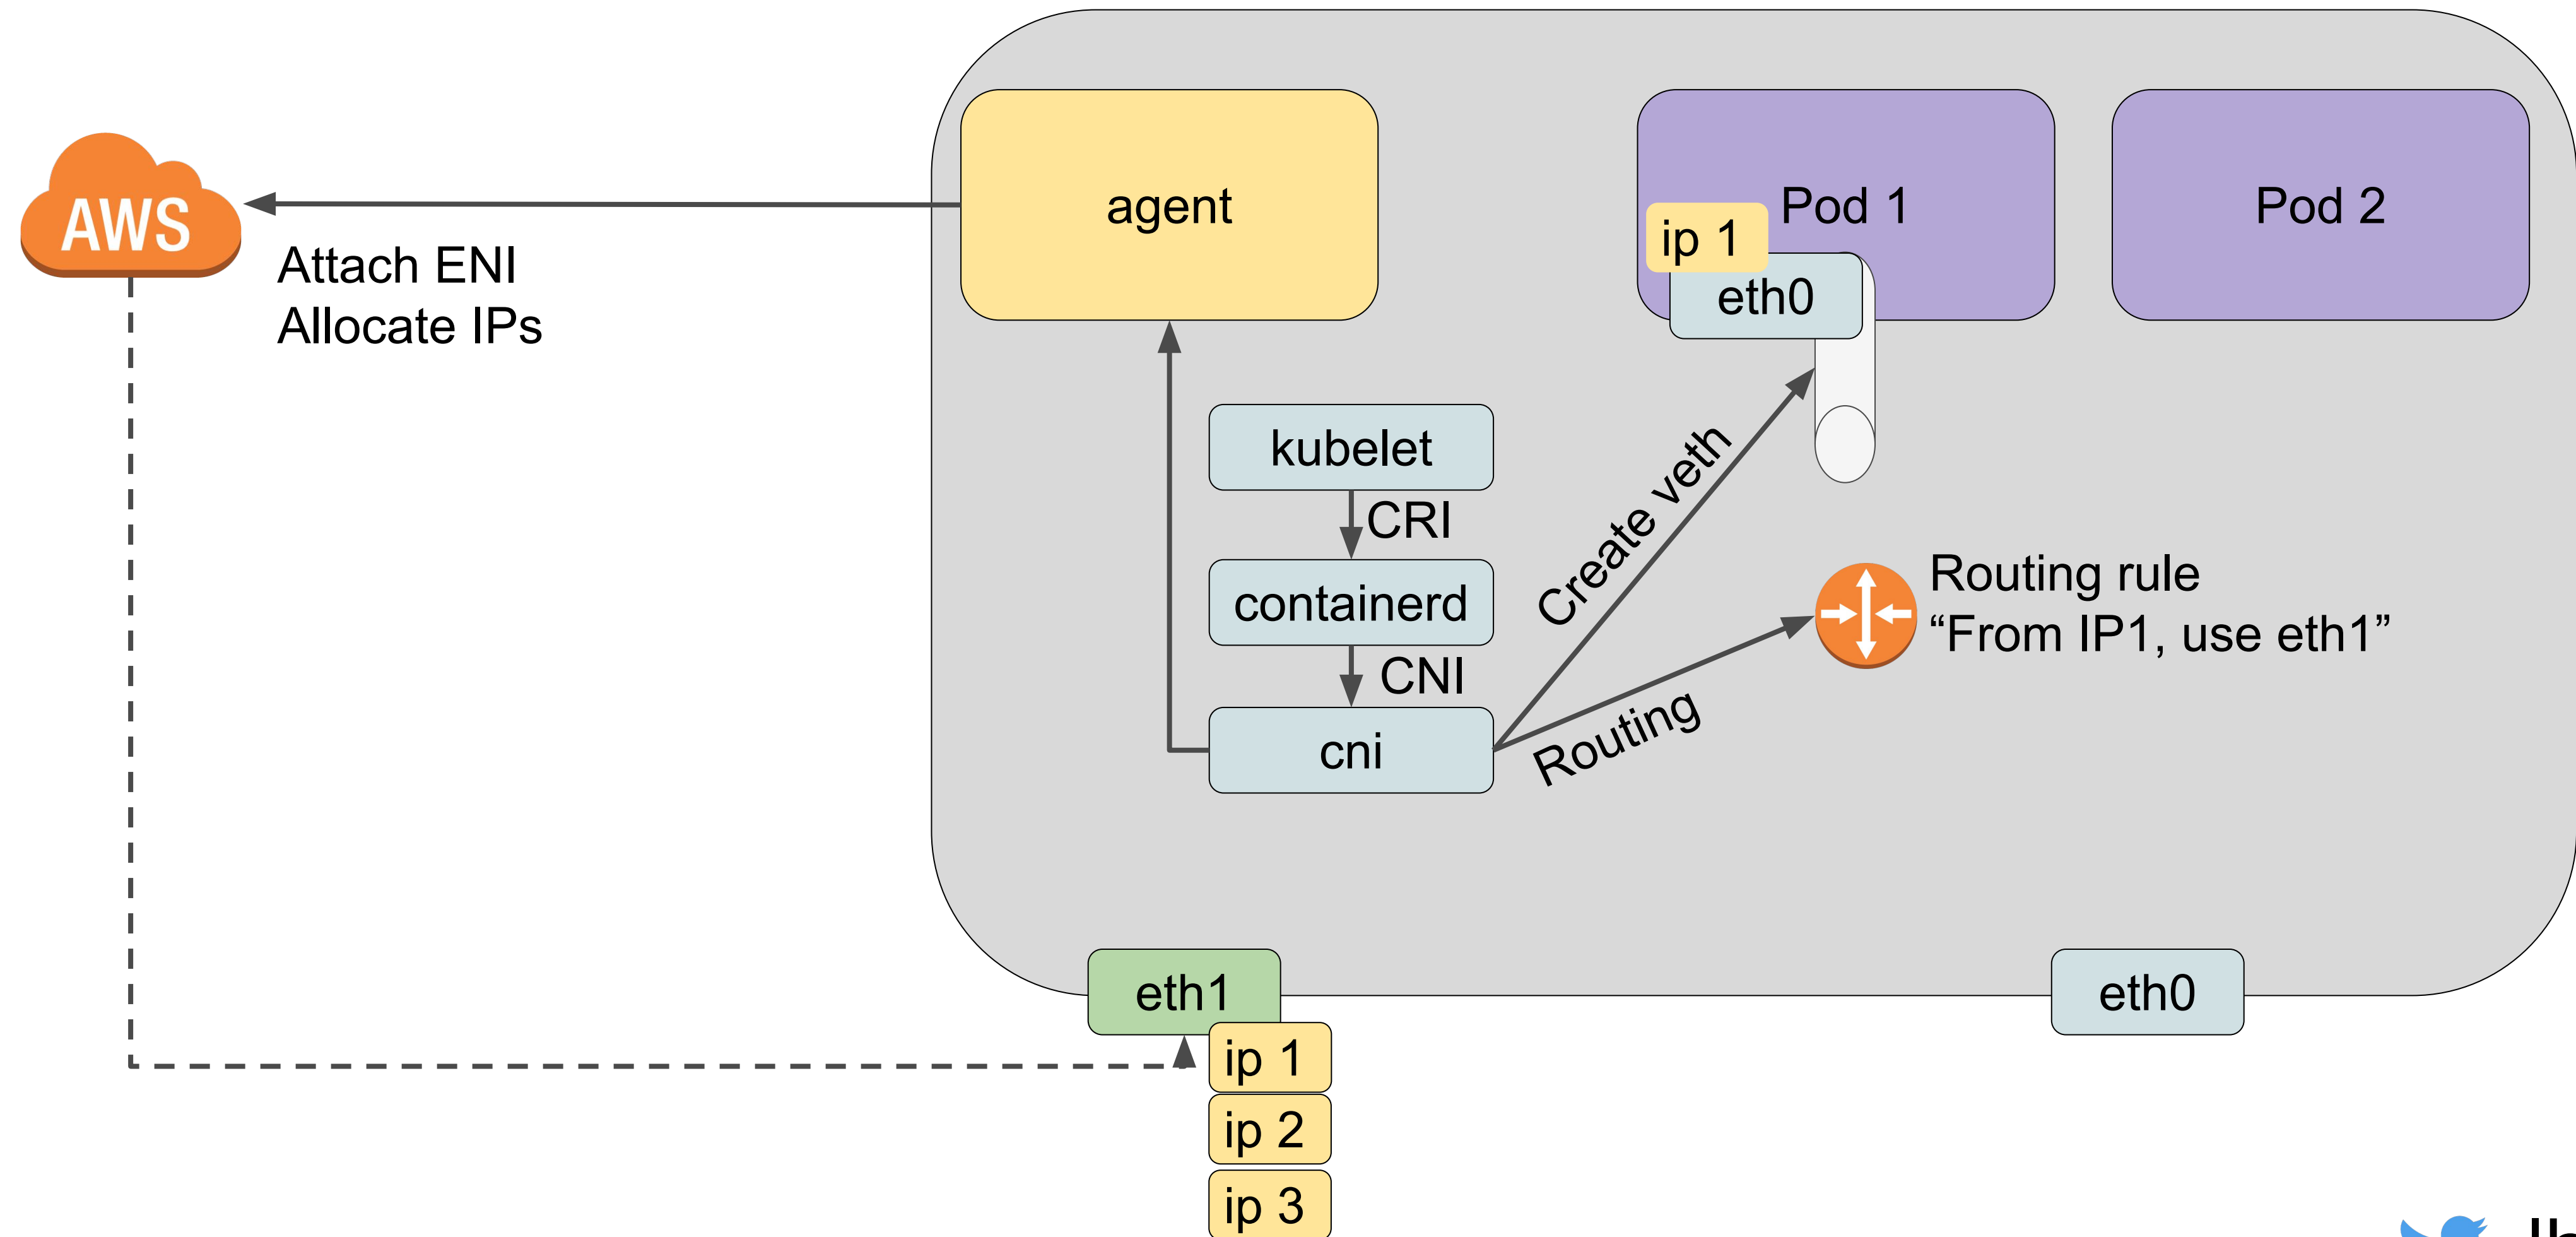 AWS
Attach ENI
Allocate IPs
agent
Pod 1
ip 1
eth0
Pod 2
kubelet
CRI
containerd
CNI
cni
Create veth
Routing
Routing rule
“From IP1, use eth1”
eth1
eth0
ip 1
ip 2
ip 3